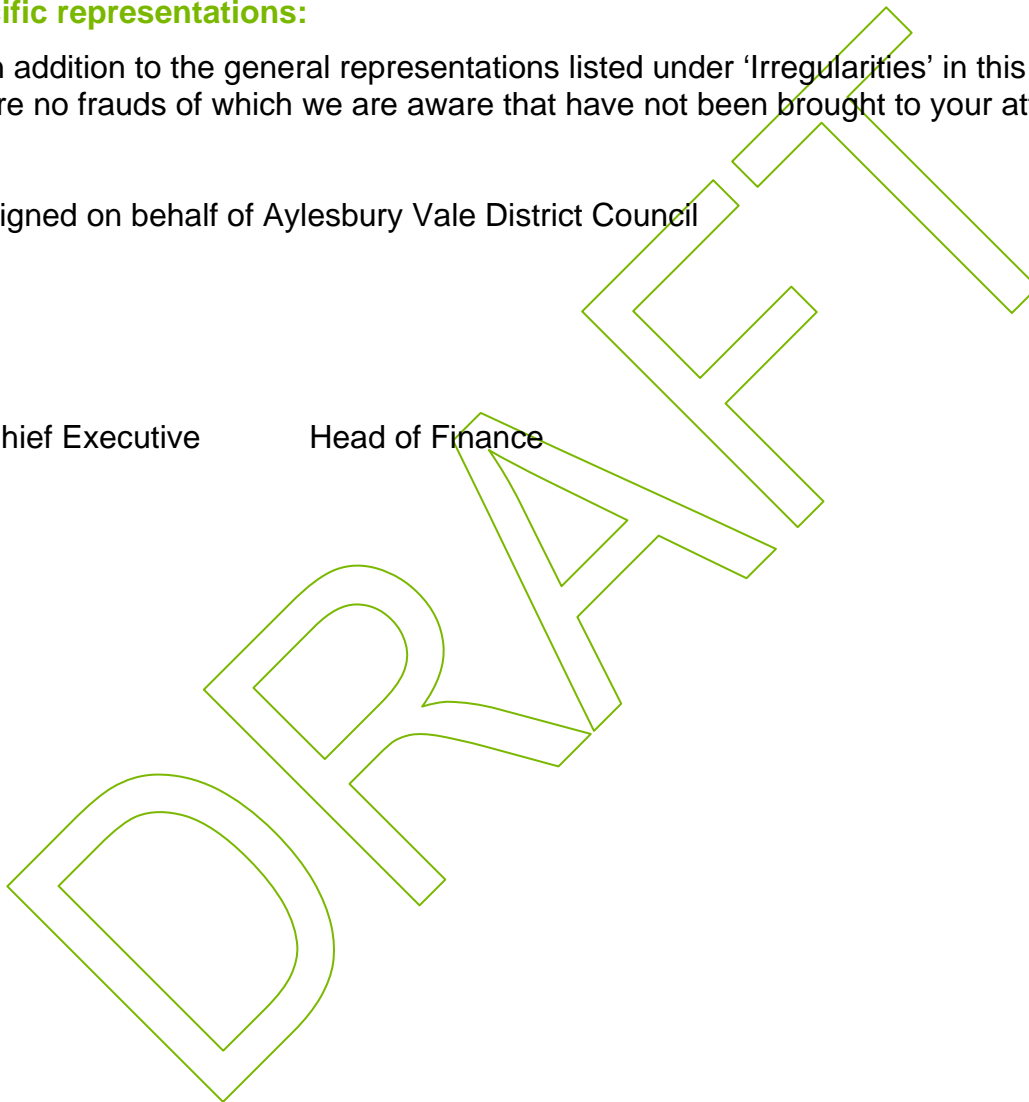 ific representations:
n addition to the general representations listed under ‘Irregularities’ in this
re no frauds of which we are aware that have not been brought to your at
igned on behalf of Aylesbury Vale District Council
hief Executive Head of Finance
DRAFT